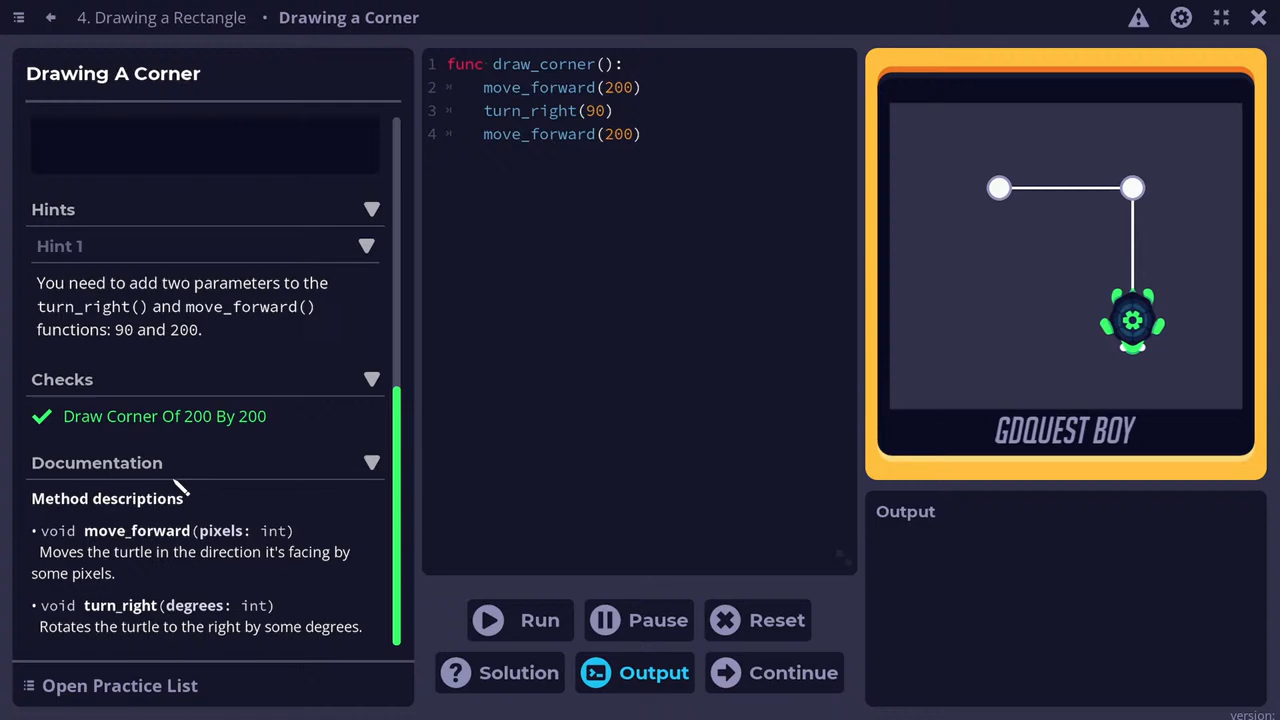 4. Drawing a Rectangle • Drawing a Corner
Drawing A Corner
Hints
Hint 1
You need to add two parameters to the
turn_right() and move_forward()
functions: 90 and 200.
Checks
Draw Corner Of 200 By 200
Documentation
Method descriptions
• void move_forward(pixels: int)
Moves the turtle in the direction it's facing by
some pixels.
• void turn_right(degrees: int)
Rotates the turtle to the right by some degrees.
Open Practice List
1 func draw_corner():
2 move_forward(200)
3 turn_right(90)
4 move_forward(200)
Run
Pause
Reset
? Solution
Output
Continue
GDQUEST BOY
Output
version: